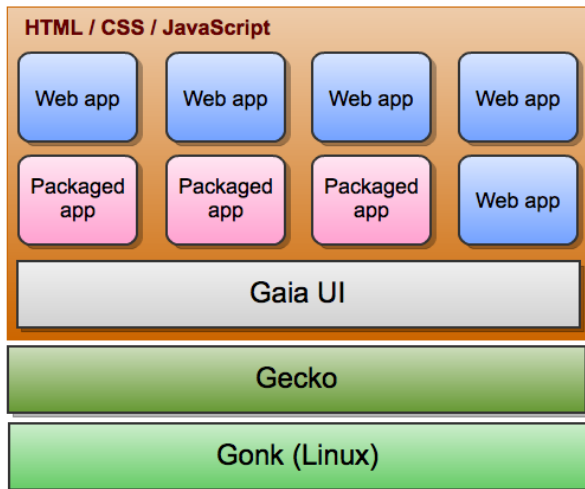 HTML / CSS / JavaScript
Web app
Web app
Web app
Web app
Packaged
app
Packaged
app
Packaged
app
Web app
Gaia UI
Gecko
Gonk (Linux)